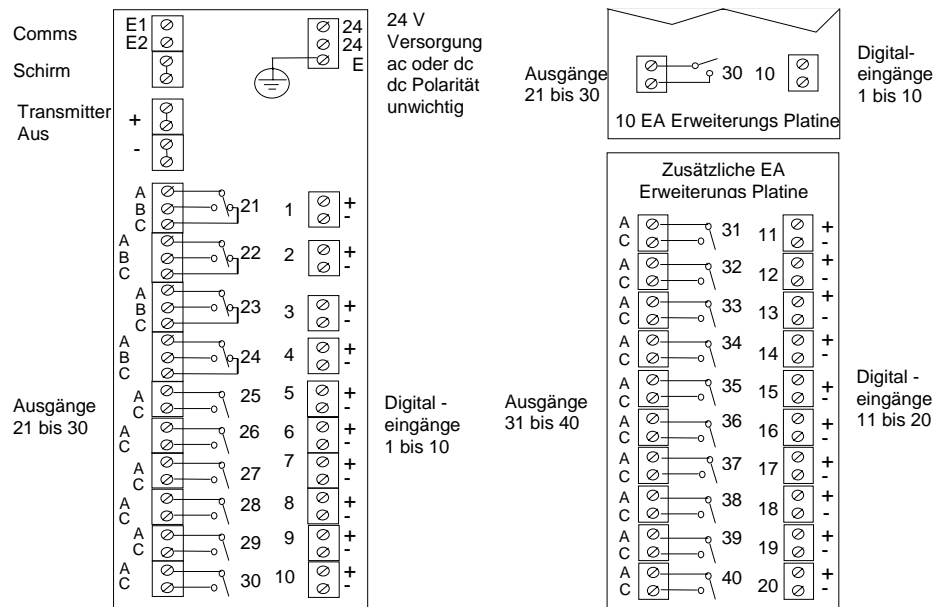 Comms
E1
E2
Schirm
Transmitter
Aus
+
-
24
24
E
24 V
Versorgung
ac oder dc
dc Polarität
unwichtig
A
B
C
21
1
+
-
A
B
C
22
2
+
-
A
B
C
23
3
+
-
A
B
C
24
4
+
-
A
C
25
5
+
-
A
C
26
6
+
-
A
C
27
7
+
-
A
C
28
8
+
-
A
C
29
9
+
-
A
C
30
10
+
-
Ausgänge
21 bis 30
Digital -
eingänge
1 bis 10
Ausgänge
21 bis 30
30
10
Digital-
eingänge
1 bis 10
10 EA Erweiterungs Platine
Zusätzliche EA
Erweiterungs Platine
A
C
31
11
+
-
A
C
32
12
+
-
A
C
33
13
+
-
A
C
34
14
+
-
A
C
35
15
+
-
A
C
36
16
+
-
A
C
37
17
+
-
A
C
38
18
+
-
A
C
39
19
+
-
A
C
40
20
+
-
Ausgänge
31 bis 40
Digital -
eingänge
11 bis 20